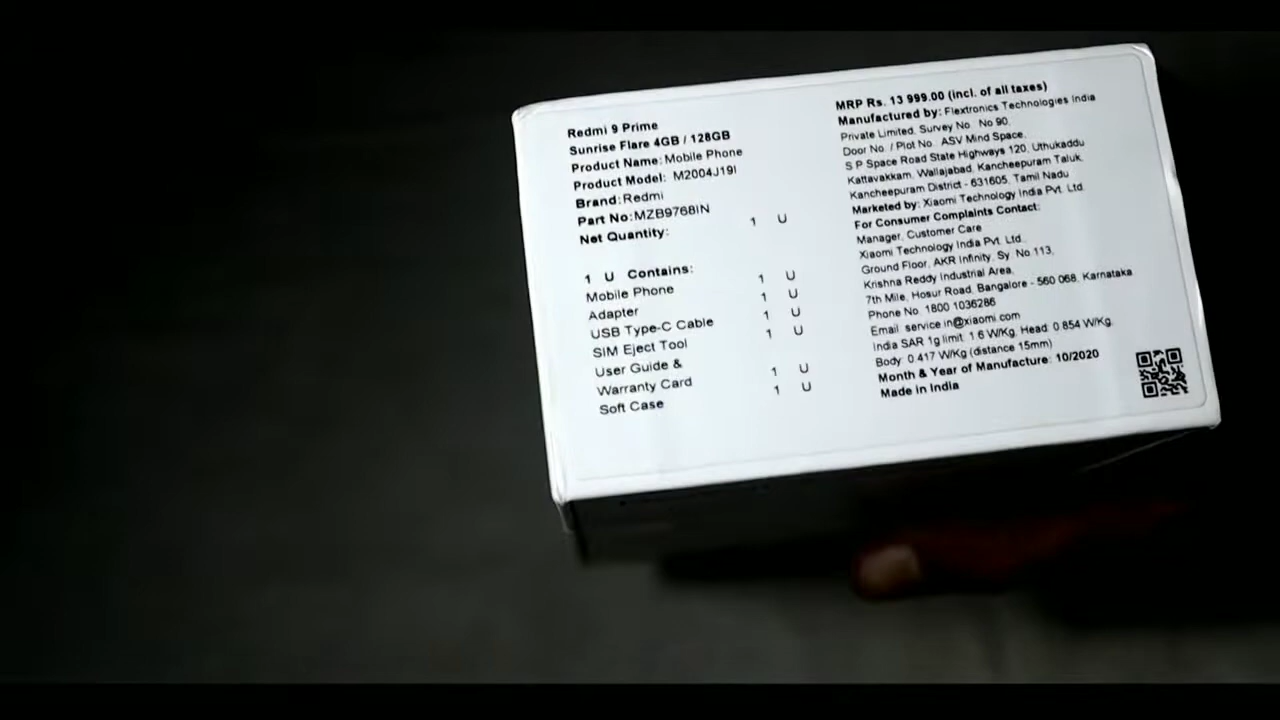 Redmi 9 Prime
Sunrise Flare 4GB / 128GB
Product Name: Mobile Phone
Product Model: M2004J19I
Brand: Redmi
Part No: MZB9768IN
Net Quantity: 1 U
1 U Contains:
Mobile Phone 1 U
Adapter 1 U
USB Type-C Cable 1 U
SIM Eject Tool 1 U
User Guide &
Warranty Card 1 U
Soft Case 1 U
MRP Rs. 13 999.00 (incl. of all taxes)
Manufactured by: Flextronics Technologies India
Private Limited, Survey No. No 90,
Door No. / Plot No. ASV Mind Space,
S P Space Road State Highways 120, Uthukaddu
Kattavakkam, Wallajabad, Kancheepuram Taluk,
Kancheepuram District - 631605, Tamil Nadu
Marketed by: Xiaomi Technology India Pvt. Ltd.
For Consumer Complaints Contact:
Manager, Customer Care
Xiaomi Technology India Pvt. Ltd.,
Ground Floor, AKR Infinity, Sy. No 113,
Krishna Reddy Industrial Area,
7th Mile, Hosur Road, Bangalore - 560 068, Karnataka
Phone No. 1800 1036286
Email: service.in@xiaomi.com
India SAR 1g limit: 1.6 W/Kg, Head: 0.854 W/Kg,
Body: 0.417 W/Kg (distance 15mm)
Month & Year of Manufacture: 10/2020
Made in India